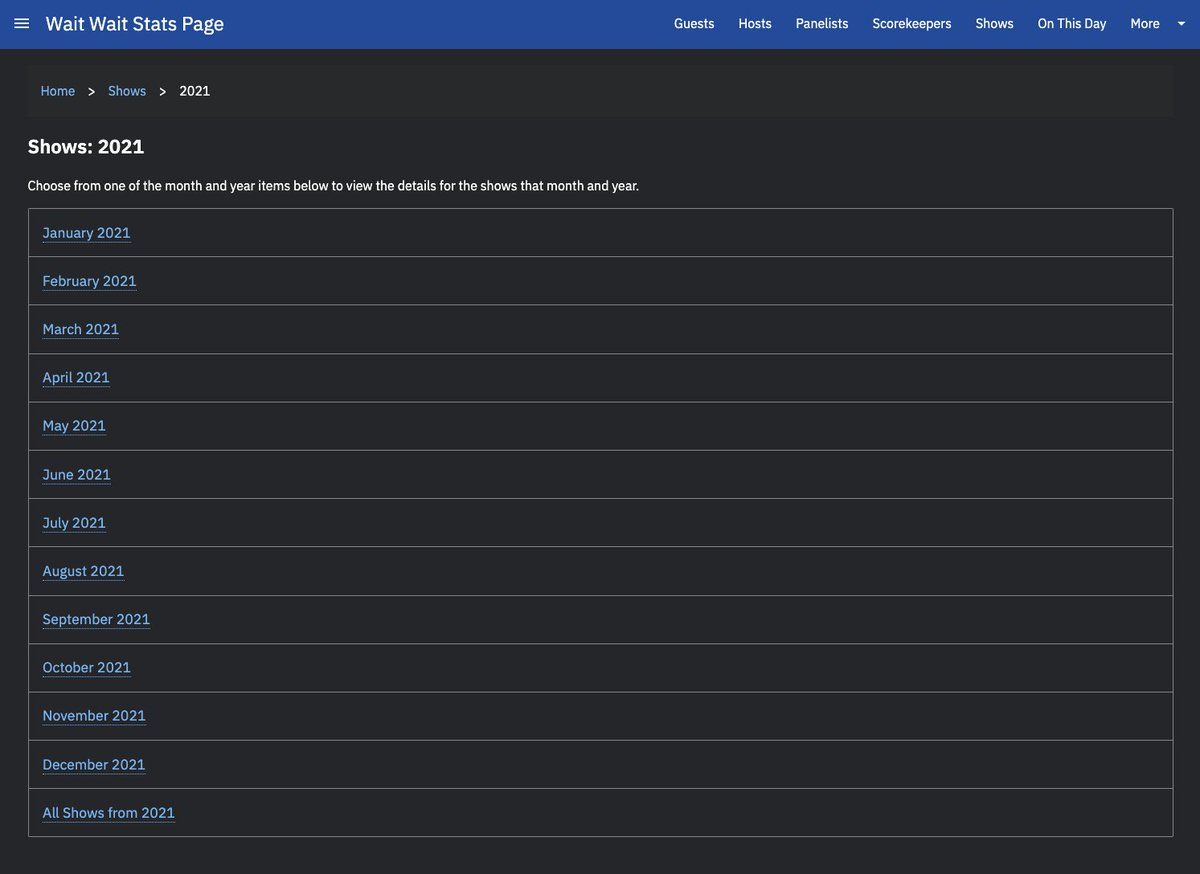 Wait Wait Stats Page Guests Hosts Panelists Scorekeepers Shows On This Day More
Home > Shows > 2021
Shows: 2021
Choose from one of the month and year items below to view the details for the shows that month and year.
January 2021
February 2021
March 2021
April 2021
May 2021
June 2021
July 2021
August 2021
September 2021
October 2021
November 2021
December 2021
All Shows from 2021